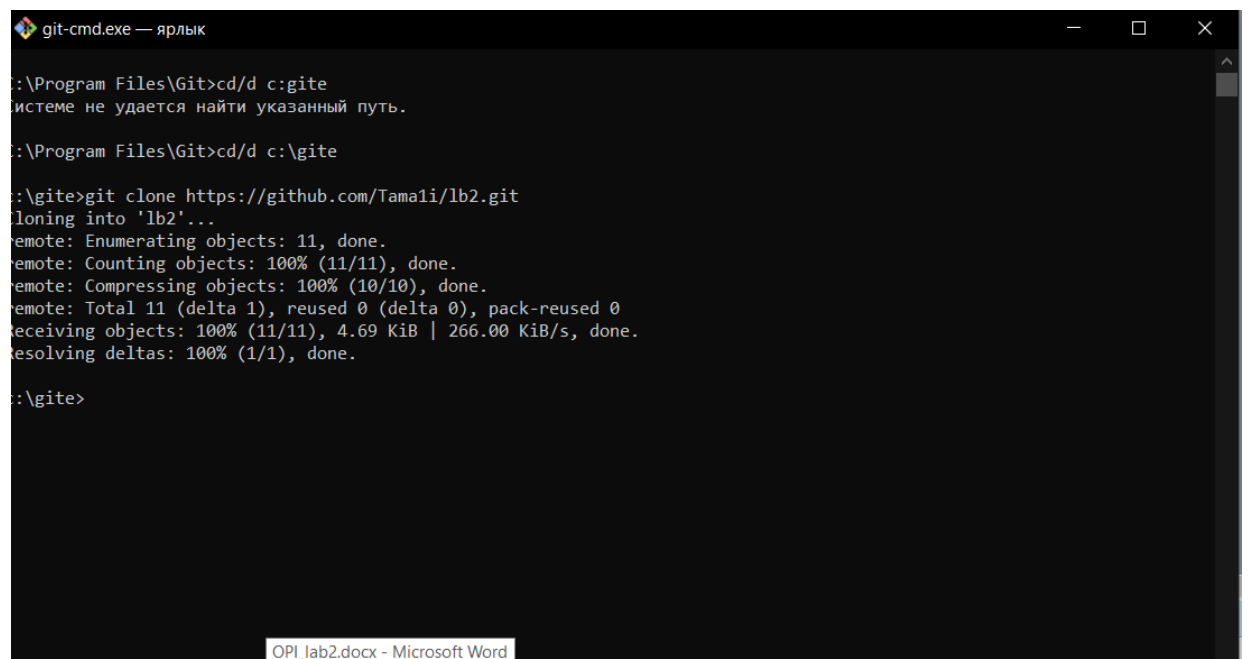 git-cmd.exe — ярлык
:\Program Files\Git>cd/d c:gite
истеме не удается найти указанный путь.
:\Program Files\Git>cd/d c:\gite
:\gite>git clone https://github.com/Tama1i/lb2.git
loning into 'lb2'...
emote: Enumerating objects: 11, done.
emote: Counting objects: 100% (11/11), done.
emote: Compressing objects: 100% (10/10), done.
emote: Total 11 (delta 1), reused 0 (delta 0), pack-reused 0
eceiving objects: 100% (11/11), 4.69 KiB | 266.00 KiB/s, done.
esolving deltas: 100% (1/1), done.
:\gite>
OPI_lab2.docx - Microsoft Word